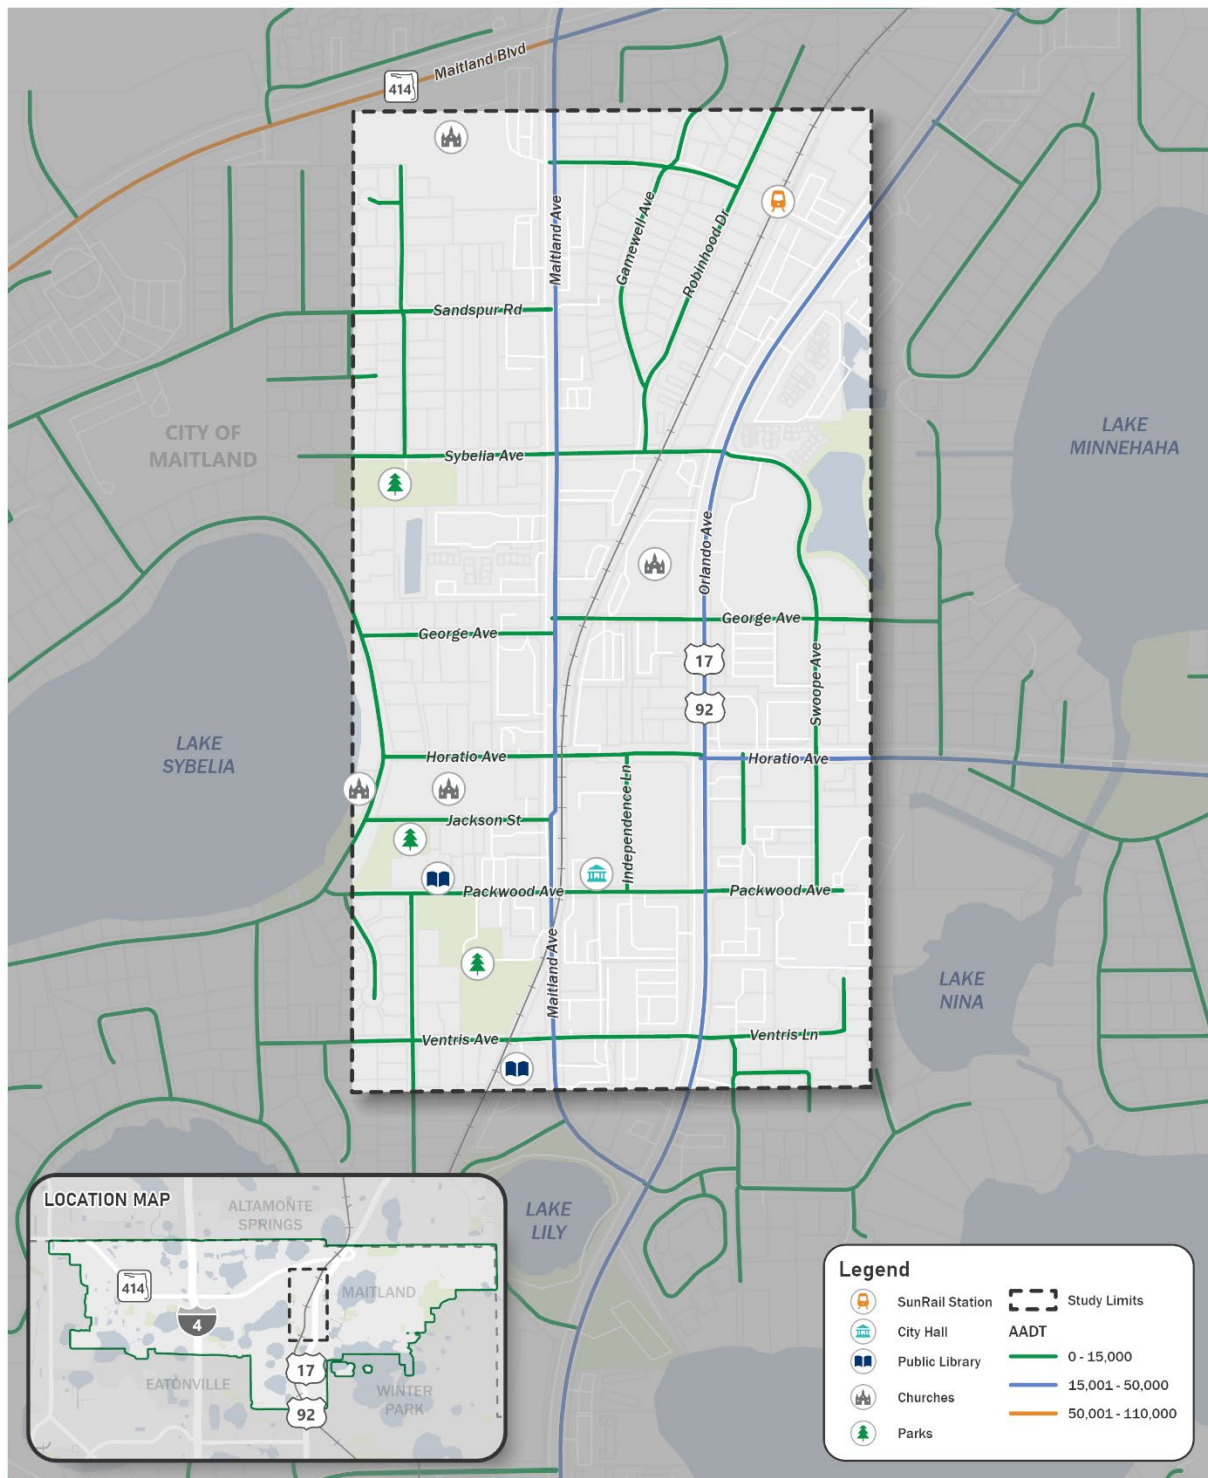 Maitland Blvd
414
Maitland Ave
Gamewell Ave
Robinhood Dr
Sandspur Rd
CITY OF
MAITLAND
LAKE
MINNEHAHA
Sybelia Ave
Orlando Ave
George Ave
George Ave
17
92
Swoope Ave
LAKE
SYBELIA
Horatio Ave
Horatio Ave
Independence Ln
Jackson St
Packwood Ave
Packwood Ave
Maitland Ave
LAKE
NINA
Ventris Ave
Ventris Ln
LAKE
LILY
LOCATION MAP
ALTAMONTE
SPRINGS
414
MAITLAND
4
17
EATONVILLE
WINTER
PARK
92
Legend
SunRail Station
City Hall
Public Library
Churches
Parks
Study Limits
AADT
0 - 15,000
15,001 - 50,000
50,001 - 110,000